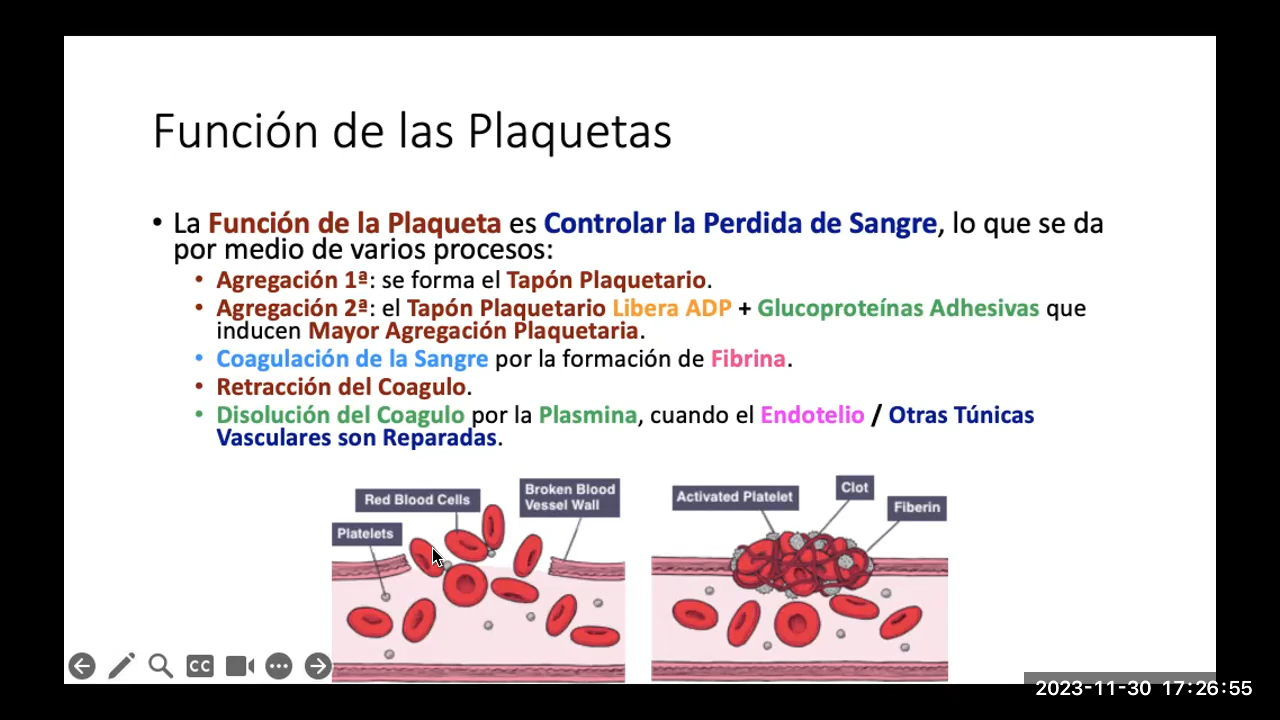 Función de las Plaquetas
• La Función de la Plaqueta es Controlar la Perdida de Sangre, lo que se da
por medio de varios procesos:
• Agregación 1ª: se forma el Tapón Plaquetario.
• Agregación 2ª: el Tapón Plaquetario Libera ADP + Glucoproteínas Adhesivas que
inducen Mayor Agregación Plaquetaria.
• Coagulación de la Sangre por la formación de Fibrina.
• Retracción del Coagulo.
• Disolución del Coagulo por la Plasmina, cuando el Endotelio / Otras Túnicas
Vasculares son Reparadas.
Red Blood Cells
Broken Blood
Vessel Wall
Platelets
Activated Platelet
Clot
Fiberin
CC
2023-11-30 17:26:55